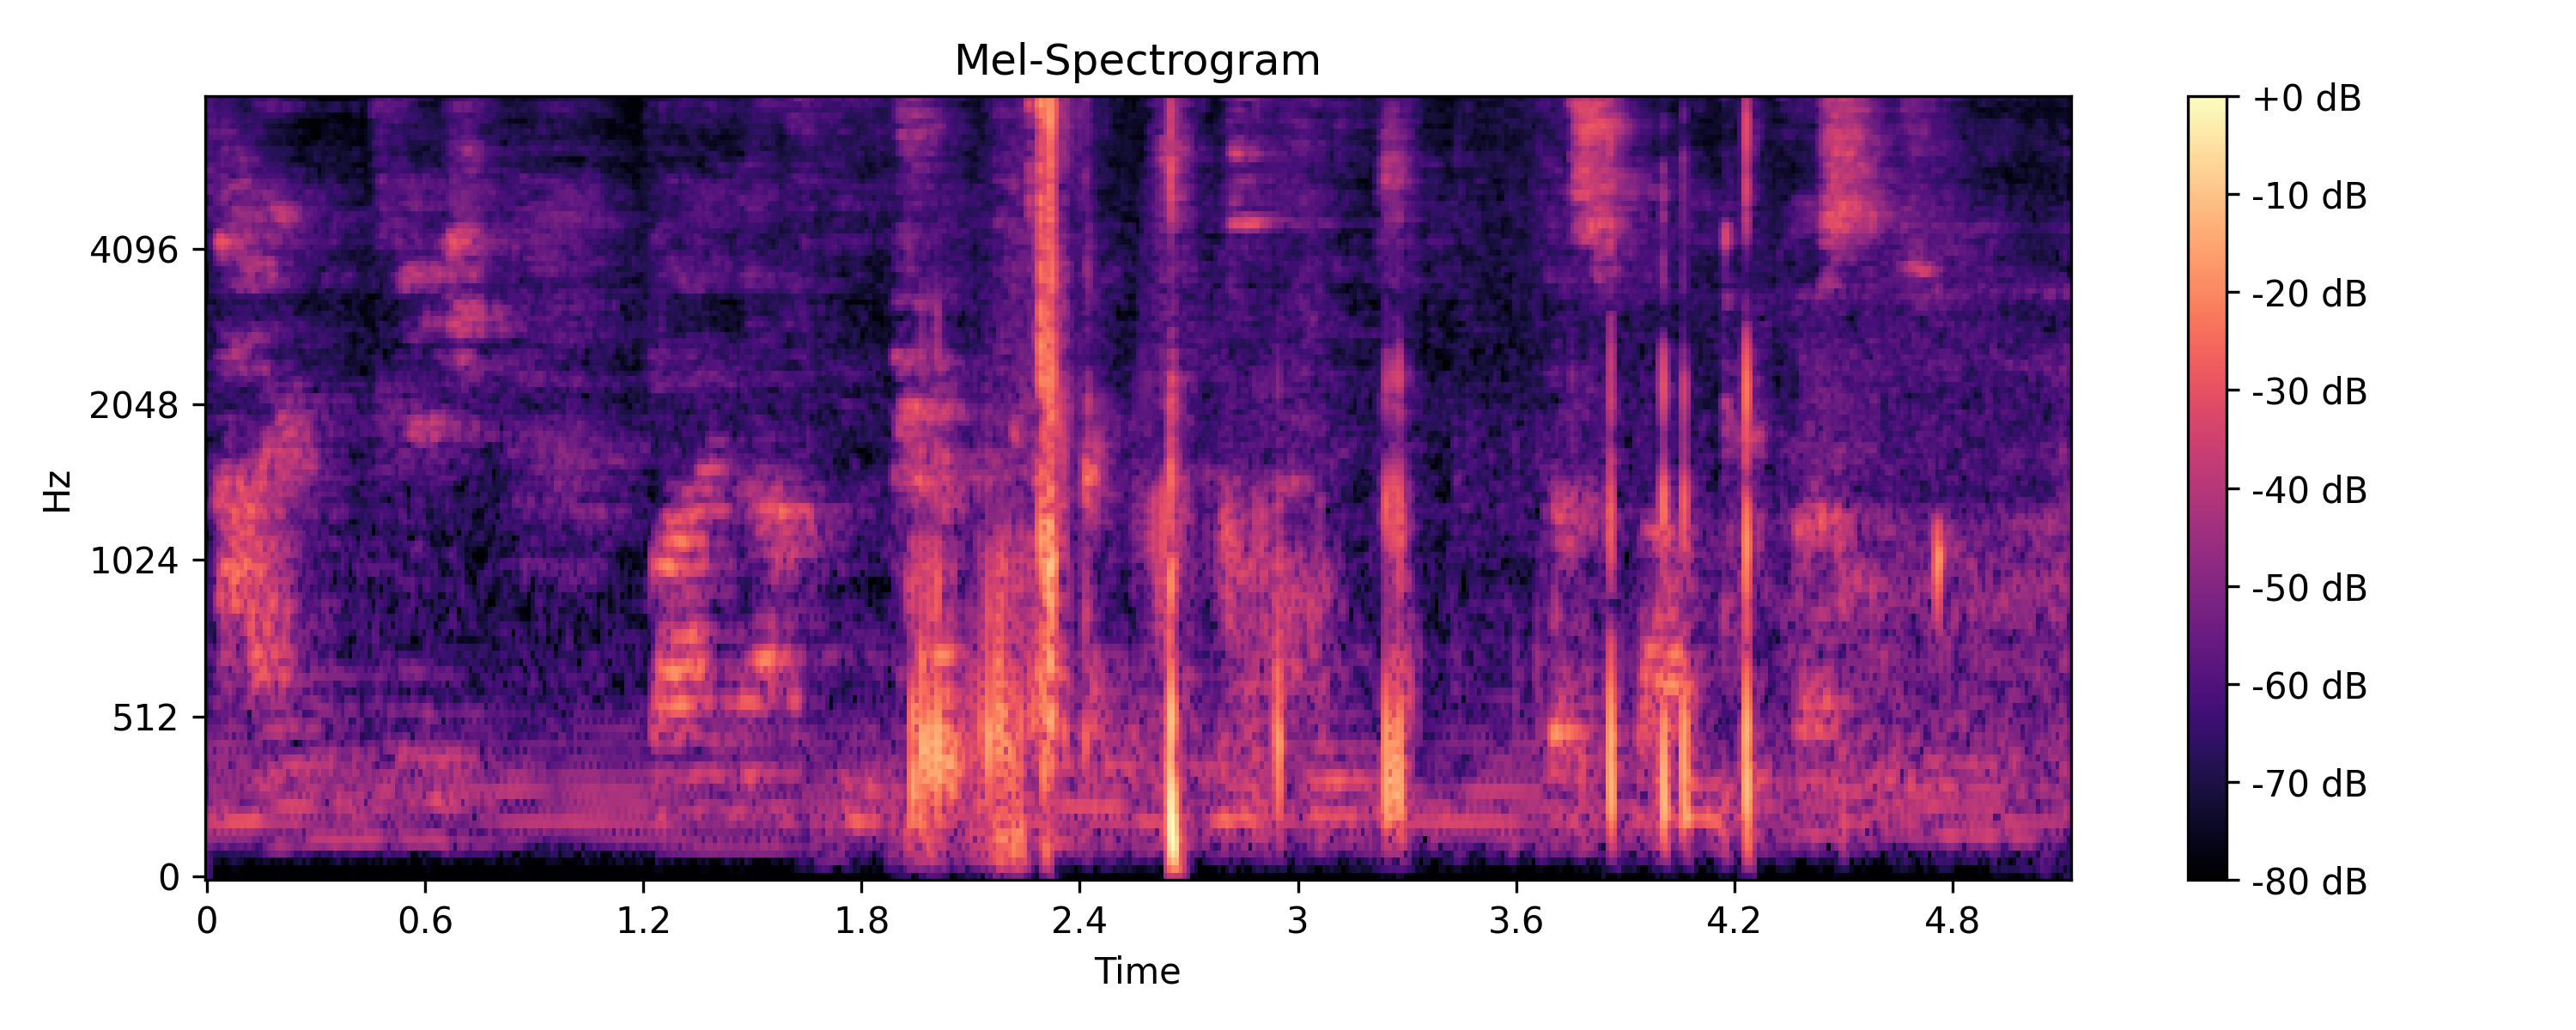 Mel-Spectrogram
+0 dB
-10 dB
4096
-20 dB
-30 dB
2048
Hz
-40 dB
1024
-50 dB
-60 dB
512
-70 dB
0
-80 dB
0 0.6 1.2 1.8 2.4 3 3.6 4.2 4.8
Time